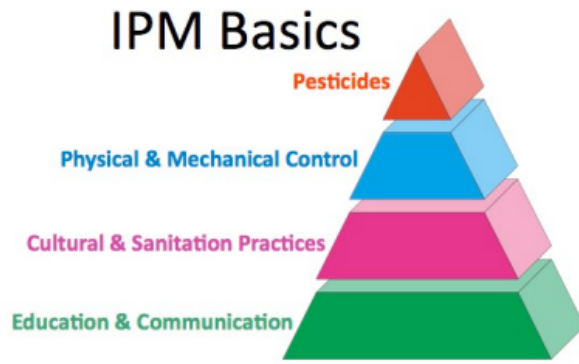 IPM Basics
Pesticides
Physical & Mechanical Control
Cultural & Sanitation Practices
Education & Communication